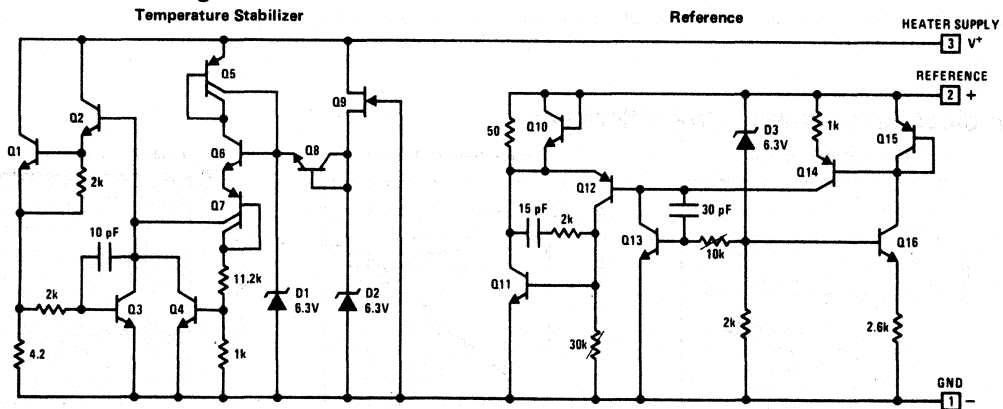 Temperature Stabilizer
Reference
HEATER SUPPLY
3 V+
REFERENCE
2 +
Q5
Q2
Q9
Q1
Q10
50
D3
6.3V
1k
Q15
Q6
Q8
Q14
2k
Q7
Q12
15 pF
2k
30 pF
10 pF
Q13
10k
Q16
11.2k
2k
Q3
Q4
D1
6.3V
D2
6.3V
Q11
4.2
1k
30k
2k
2.6k
GND
1 −